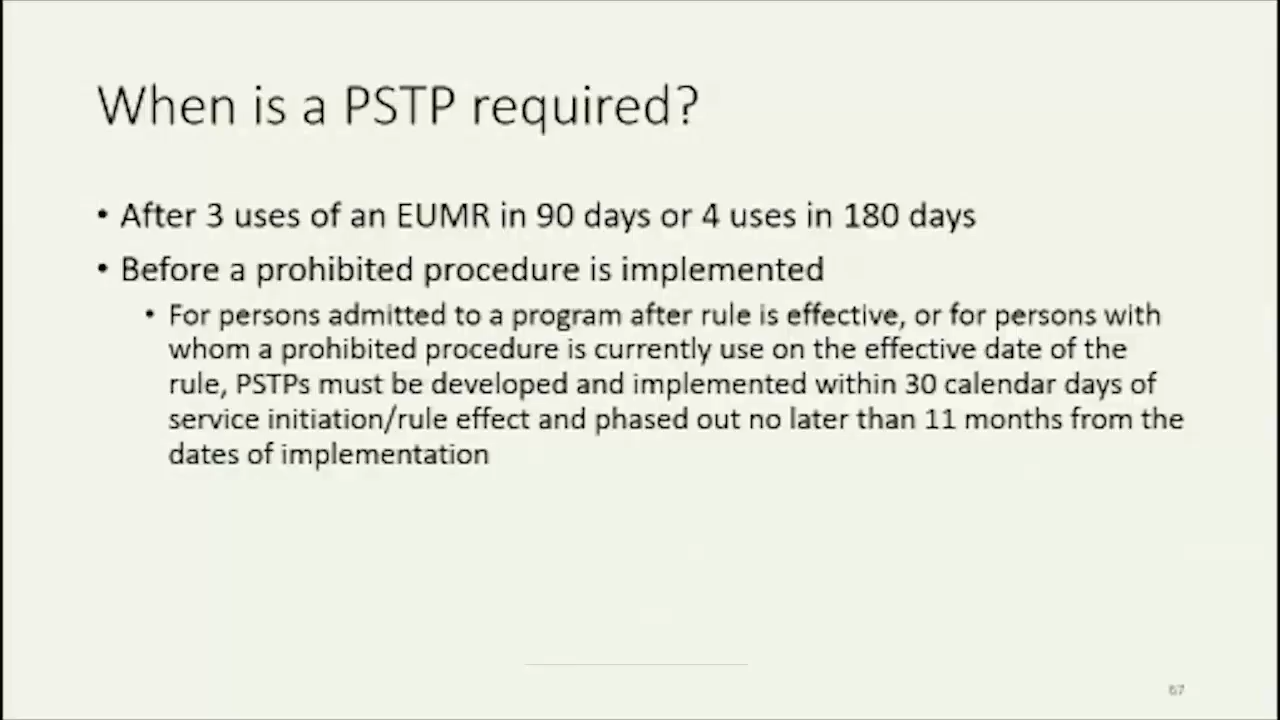 When is a PSTP required?
• After 3 uses of an EUMR in 90 days or 4 uses in 180 days
• Before a prohibited procedure is implemented
• For persons admitted to a program after rule is effective, or for persons with
whom a prohibited procedure is currently use on the effective date of the
rule, PSTPs must be developed and implemented within 30 calendar days of
service initiation/rule effect and phased out no later than 11 months from the
dates of implementation
67